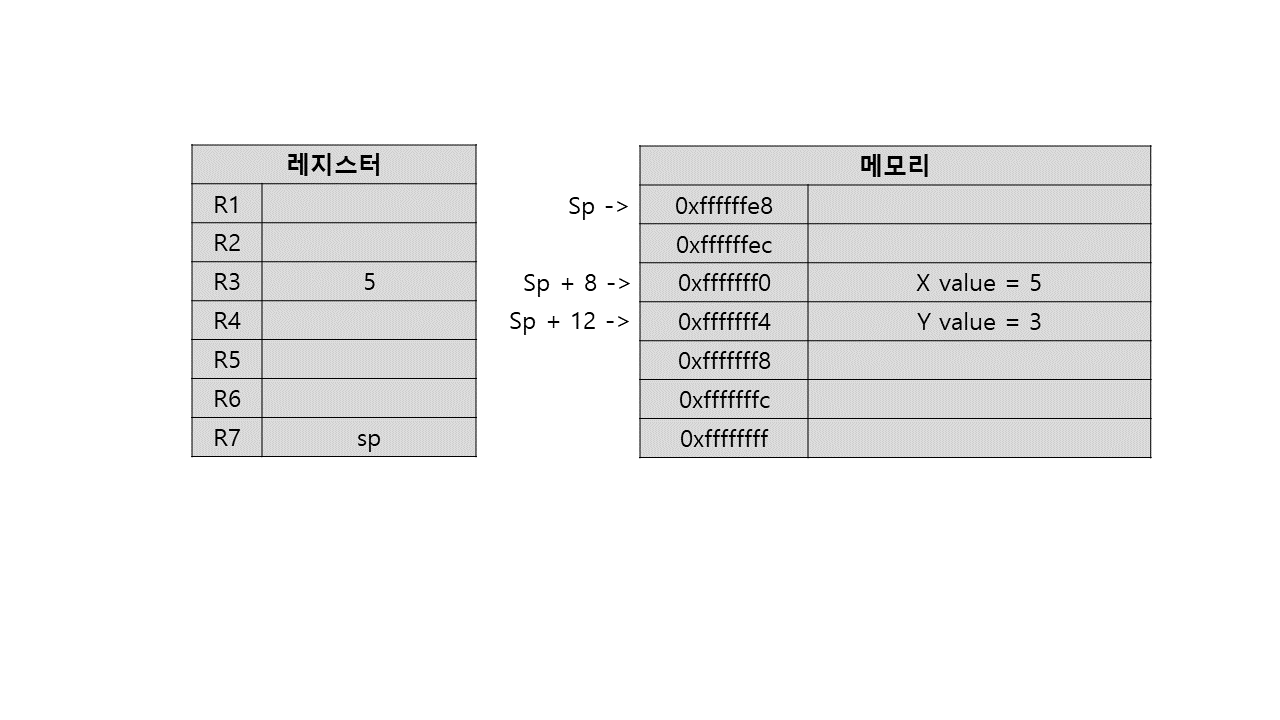 레지스터
R1
R2
R3 5
R4
R5
R6
R7 sp
메모리
Sp -> 0xffffffe8
0xffffffec
Sp + 8 -> 0xfffffff0 X value = 5
Sp + 12 -> 0xfffffff4 Y value = 3
0xfffffff8
0xfffffffc
0xffffffff